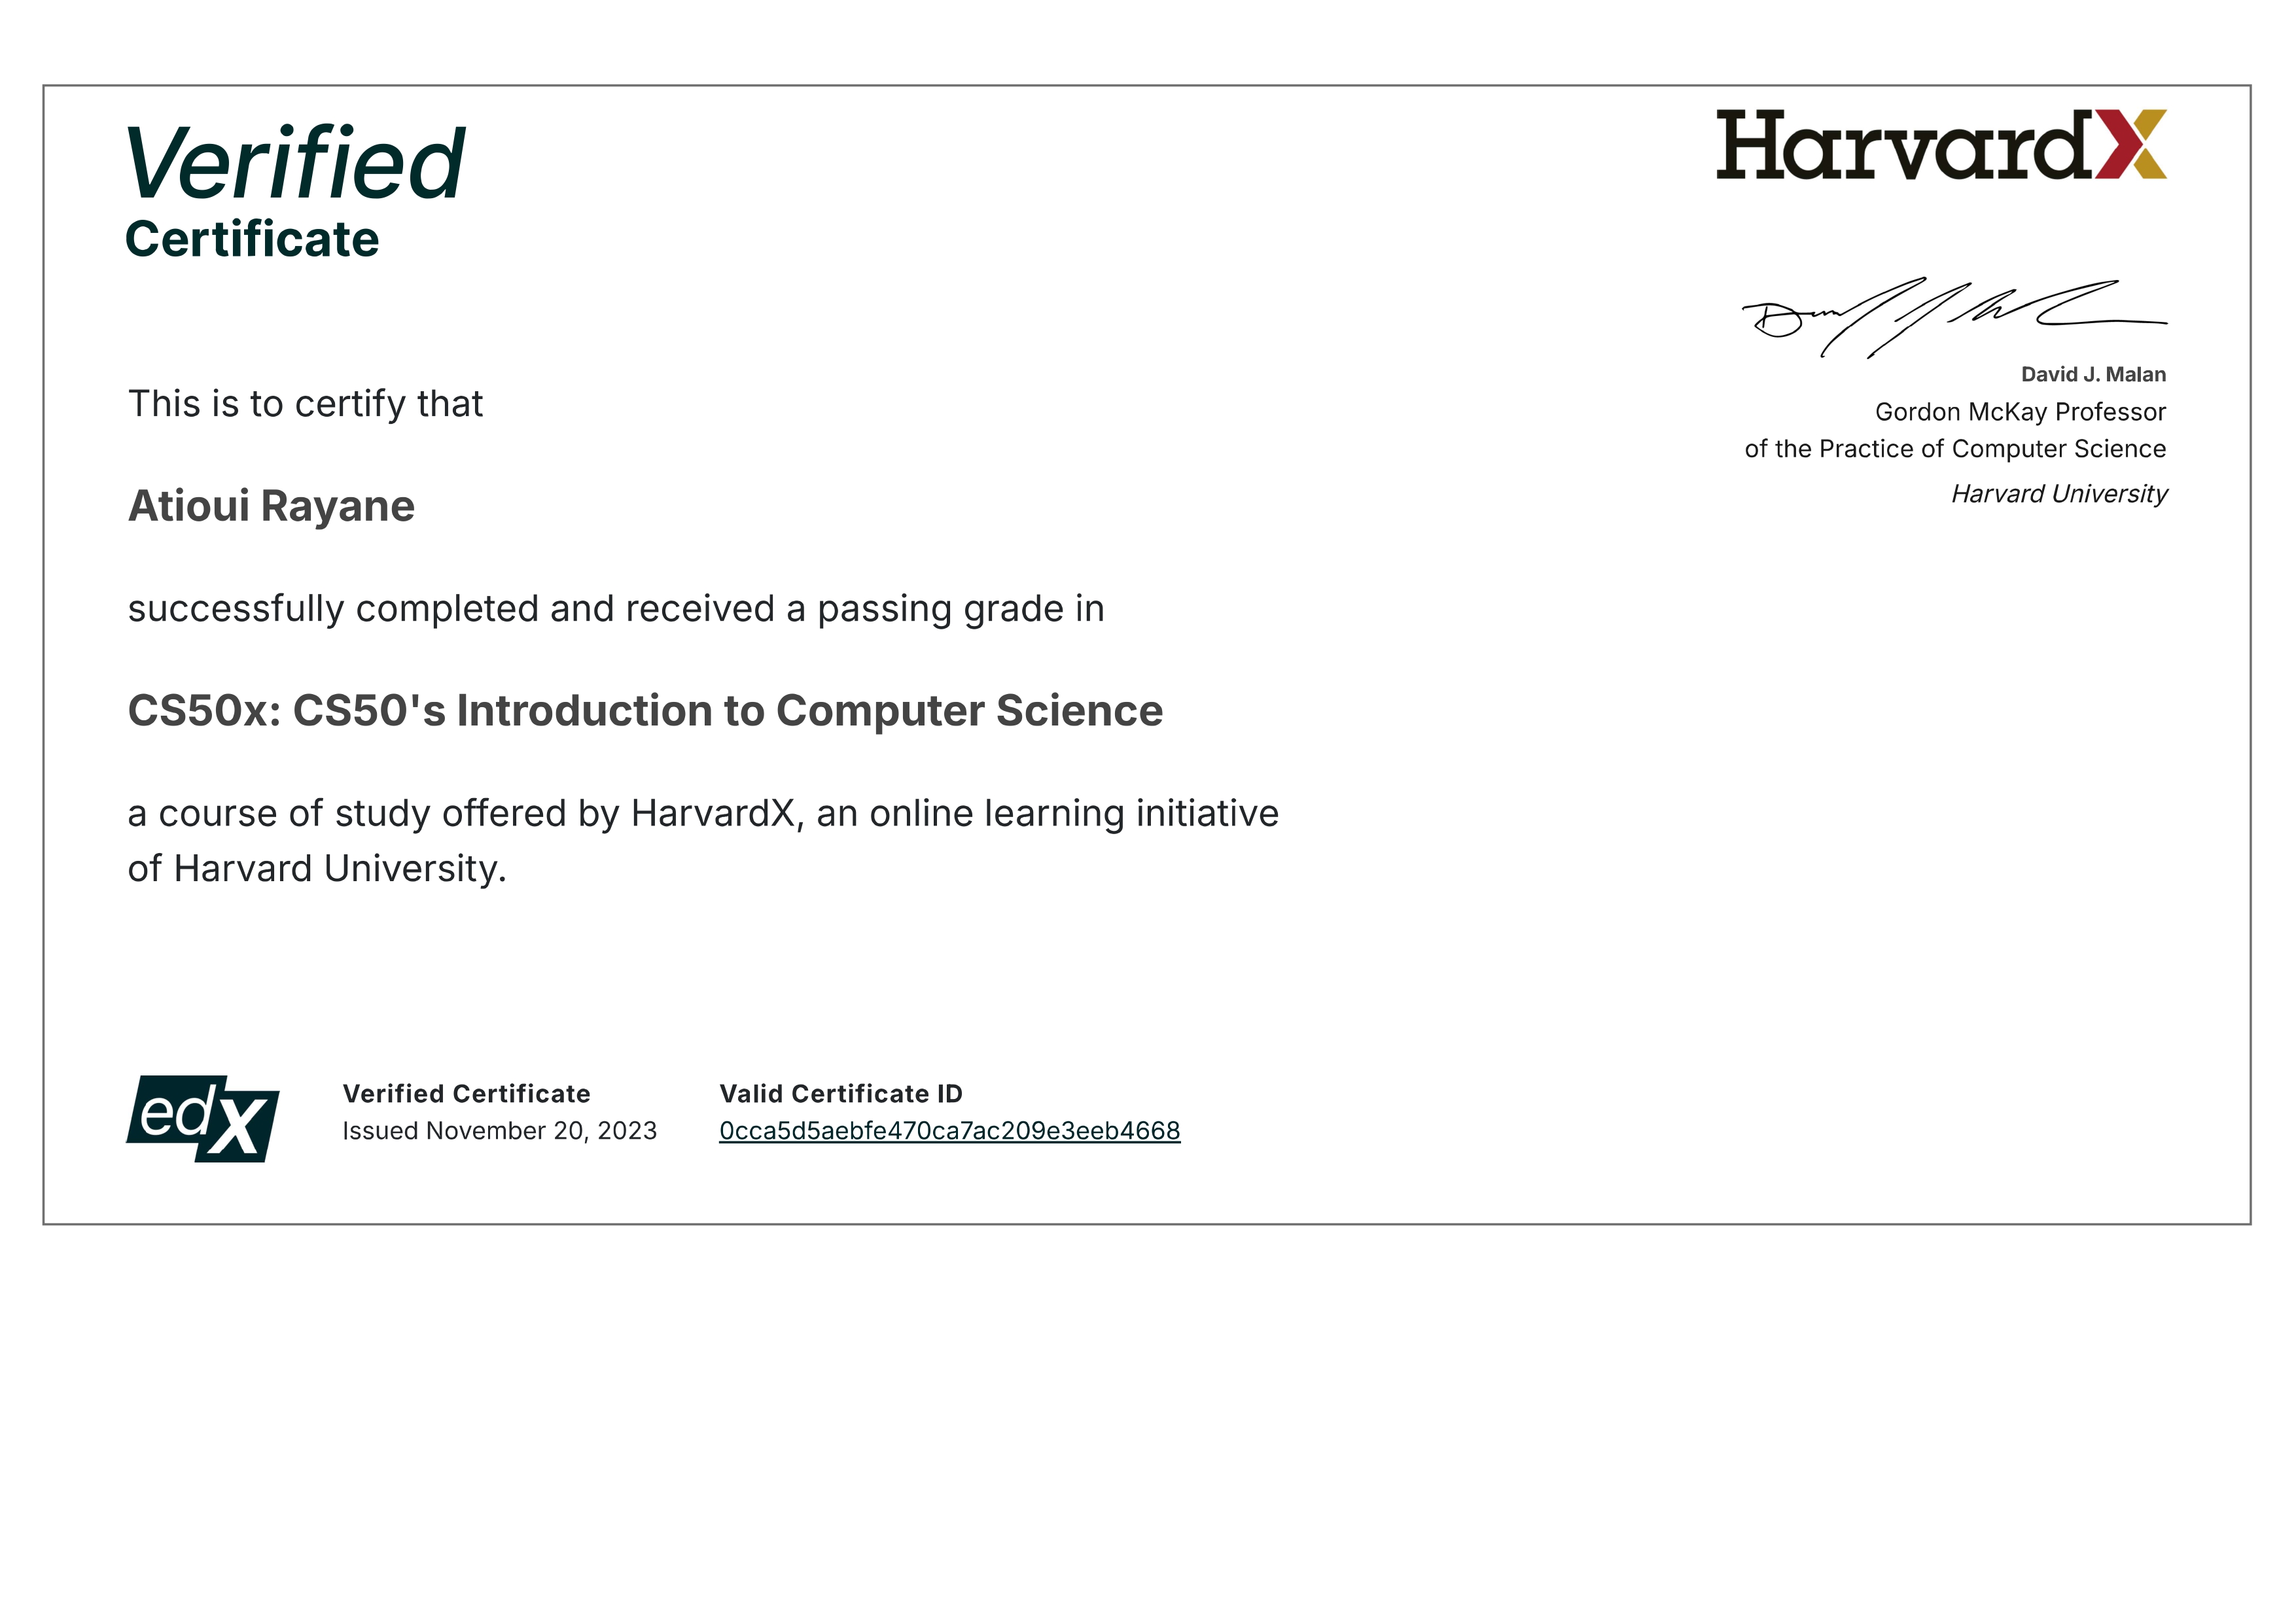 Verified
Certificate
HarvardX
This is to certify that
Atioui Rayane
successfully completed and received a passing grade in
CS50x: CS50's Introduction to Computer Science
a course of study offered by HarvardX, an online learning initiative
of Harvard University.
David J. Malan
Gordon McKay Professor
of the Practice of Computer Science
Harvard University
edX
Verified Certificate
Issued November 20, 2023
Valid Certificate ID
0cca5d5aebfe470ca7ac209e3eeb4668